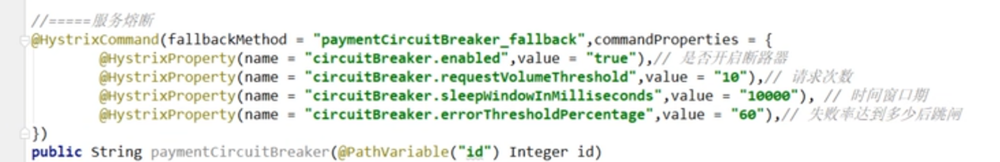 //=====服务熔断
@HystrixCommand(fallbackMethod = "paymentCircuitBreaker_fallback",commandProperties = {
@HystrixProperty(name = "circuitBreaker.enabled",value = "true"),// 是否开启断路器
@HystrixProperty(name = "circuitBreaker.requestVolumeThreshold",value = "10"),// 请求次数
@HystrixProperty(name = "circuitBreaker.sleepWindowInMilliseconds",value = "10000"), // 时间窗口期
@HystrixProperty(name = "circuitBreaker.errorThresholdPercentage",value = "60"),// 失败率达到多少后跳闸
})
public String paymentCircuitBreaker(@PathVariable("id") Integer id)